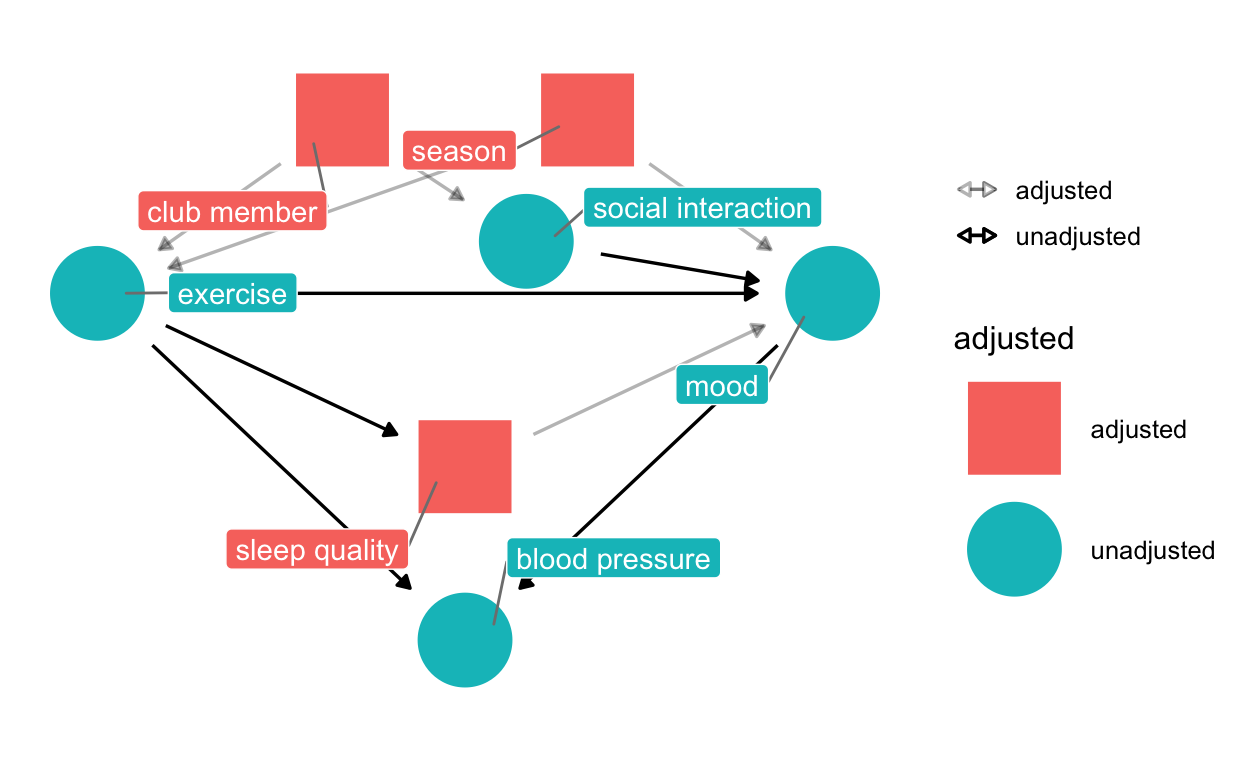 season
club member
social interaction
exercise
mood
sleep quality
blood pressure
adjusted
unadjusted
adjusted
adjusted
unadjusted